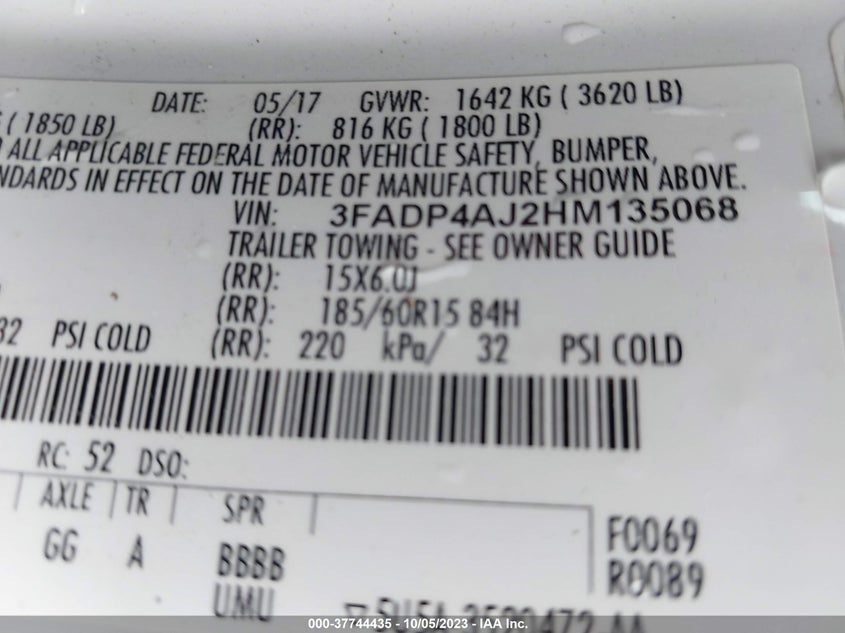 DATE: 05/17 GVWR: 1642 KG ( 3620 LB)
( 1850 LB) (RR): 816 KG ( 1800 LB)
ALL APPLICABLE FEDERAL MOTOR VEHICLE SAFETY, BUMPER,
NDARDS IN EFFECT ON THE DATE OF MANUFACTURE SHOWN ABOVE.
VIN: 3FADP4AJ2HM135068
TRAILER TOWING - SEE OWNER GUIDE
(RR): 15X6.0J
(RR): 185/60R15 84H
32 PSI COLD (RR): 220 kPa/ 32 PSI COLD
RC: 52 DSO:
AXLE | TR | SPR |
GG A BBBB
F0069
R0089
UMU
000-37744435 - 10/05/2023 - IAA Inc.